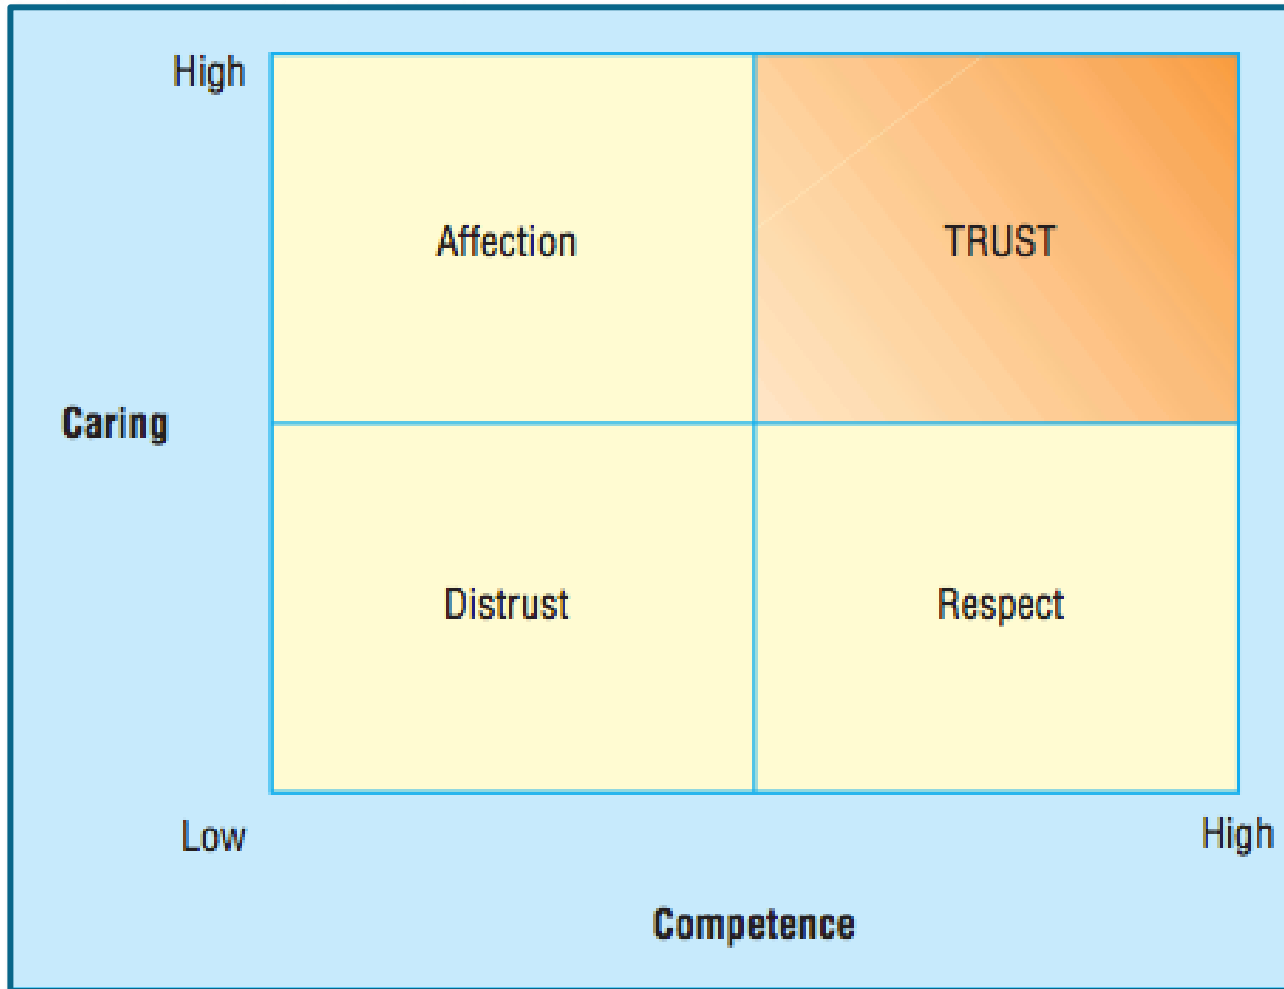 High
Affection
TRUST
Caring
Distrust
Respect
Low
High
Competence